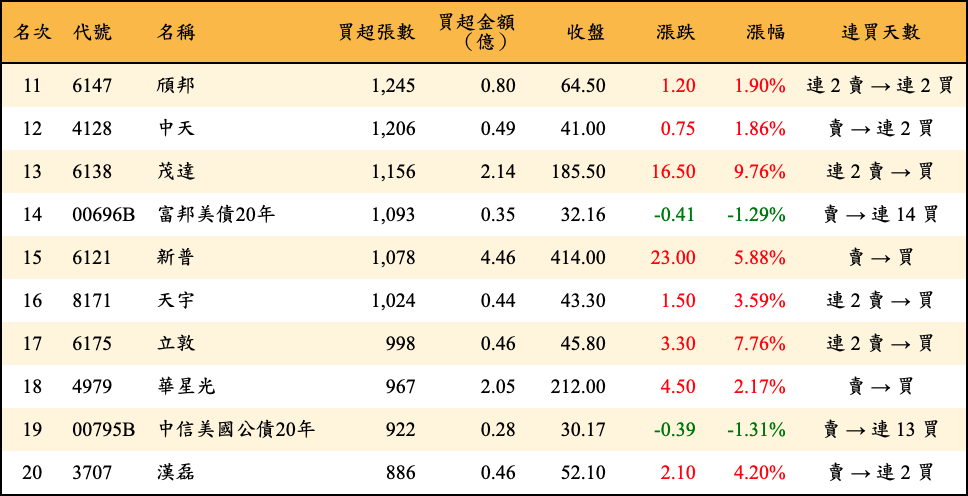 名次 代號 名稱 買超張數 買超金額（億） 收盤 漲跌 漲幅 連買天數
11 6147 頎邦 1,245 0.80 64.50 1.20 1.90% 連 2 賣 → 連 2 買
12 4128 中天 1,206 0.49 41.00 0.75 1.86% 賣 → 連 2 買
13 6138 茂達 1,156 2.14 185.50 16.50 9.76% 連 2 賣 → 買
14 00696B 富邦美債20年 1,093 0.35 32.16 -0.41 -1.29% 賣 → 連 14 買
15 6121 新普 1,078 4.46 414.00 23.00 5.88% 賣 → 買
16 8171 天宇 1,024 0.44 43.30 1.50 3.59% 連 2 賣 → 買
17 6175 立敦 998 0.46 45.80 3.30 7.76% 連 2 賣 → 買
18 4979 華星光 967 2.05 212.00 4.50 2.17% 賣 → 買
19 00795B 中信美國公債20年 922 0.28 30.17 -0.39 -1.31% 賣 → 連 13 買
20 3707 漢磊 886 0.46 52.10 2.10 4.20% 賣 → 連 2 買